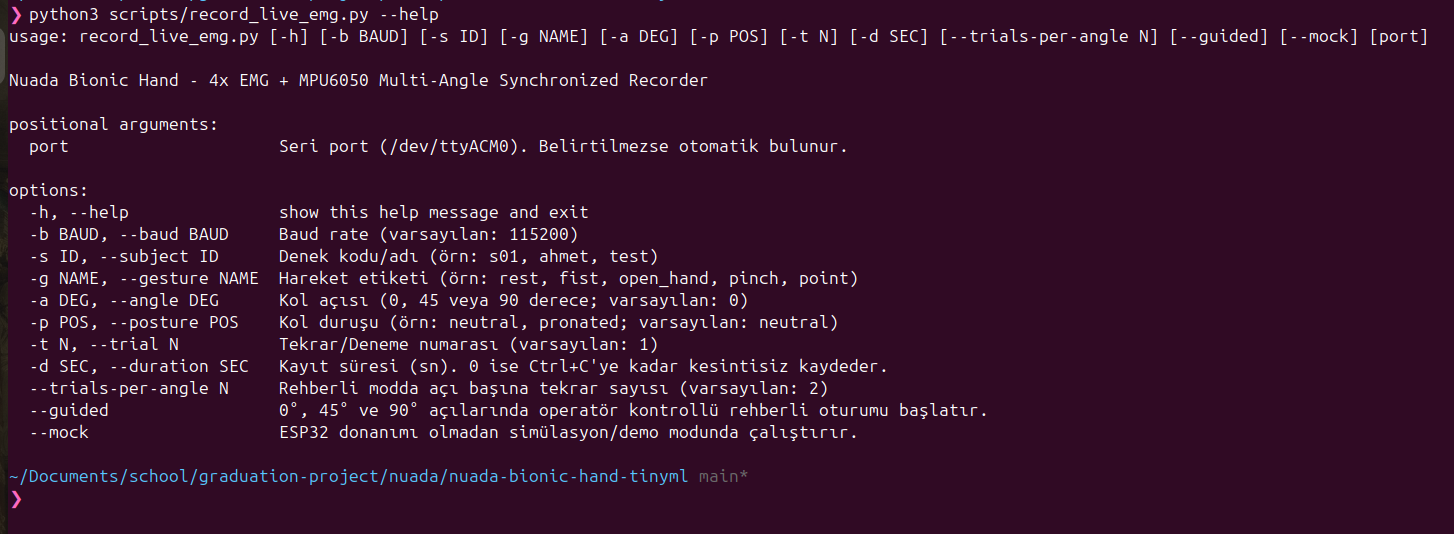 ❯ python3 scripts/record_live_emg.py --help
usage: record_live_emg.py [-h] [-b BAUD] [-s ID] [-g NAME] [-a DEG] [-p POS] [-t N] [-d SEC] [--trials-per-angle N] [--guided] [--mock] [port]
Nuada Bionic Hand - 4x EMG + MPU6050 Multi-Angle Synchronized Recorder
positional arguments:
  port                  Seri port (/dev/ttyACM0). Belirtilmezse otomatik bulunur.
options:
  -h, --help            show this help message and exit
  -b BAUD, --baud BAUD  Baud rate (varsayılan: 115200)
  -s ID, --subject ID   Denek kodu/adı (örn: s01, ahmet, test)
  -g NAME, --gesture NAME  Hareket etiketi (örn: rest, fist, open_hand, pinch, point)
  -a DEG, --angle DEG   Kol açısı (0, 45 veya 90 derece; varsayılan: 0)
  -p POS, --posture POS  Kol duruşu (örn: neutral, pronated; varsayılan: neutral)
  -t N, --trial N       Tekrar/Deneme numarası (varsayılan: 1)
  -d SEC, --duration SEC  Kayıt süresi (sn). 0 ise Ctrl+C'ye kadar kesintisiz kaydeder.
  --trials-per-angle N  Rehberli modda açı başına tekrar sayısı (varsayılan: 2)
  --guided              0°, 45° ve 90° açılarında operatör kontrollü rehberli oturumu başlatır.
  --mock                ESP32 donanımı olmadan simülasyon/demo modunda çalıştırır.
~/Documents/school/graduation-project/nuada/nuada-bionic-hand-tinyml main*
❯